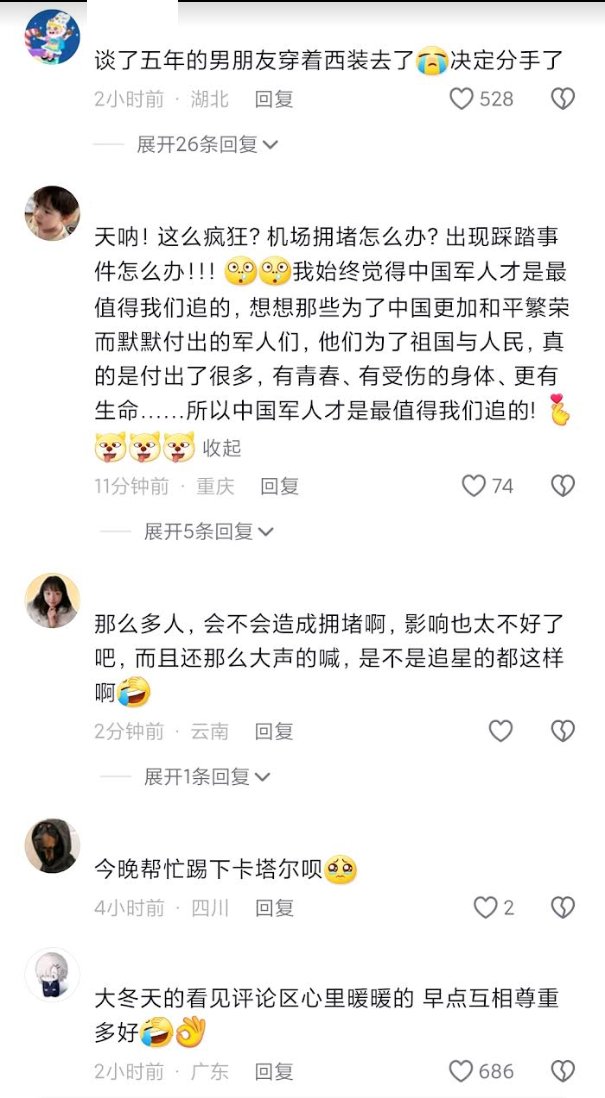 谈了五年的男朋友穿着西装去了😭决定分手了
2小时前 · 湖北 回复 528
展开26条回复
天呐！这么疯狂？机场拥堵怎么办？出现踩踏事
件怎么办！！！我始终觉得中国军人才是最
值得我们追的，想想那些为了中国更加和平繁荣
而默默付出的军人们，他们为了祖国与人民，真
的是付出了很多，有青春、有受伤的身体、更有
生命……所以中国军人才是最值得我们追的！
收起
11分钟前 · 重庆 回复 74
展开5条回复
那么多人，会不会造成拥堵啊，影响也太不好了
吧，而且还那么大声的喊，是不是追星的都这样
啊
2分钟前 · 云南 回复
展开1条回复
今晚帮忙踢下卡塔尔呗🥺
4小时前 · 四川 回复 2
大冬天的看见评论区心里暖暖的 早点互相尊重
多好🤣👌
2小时前 · 广东 回复 686